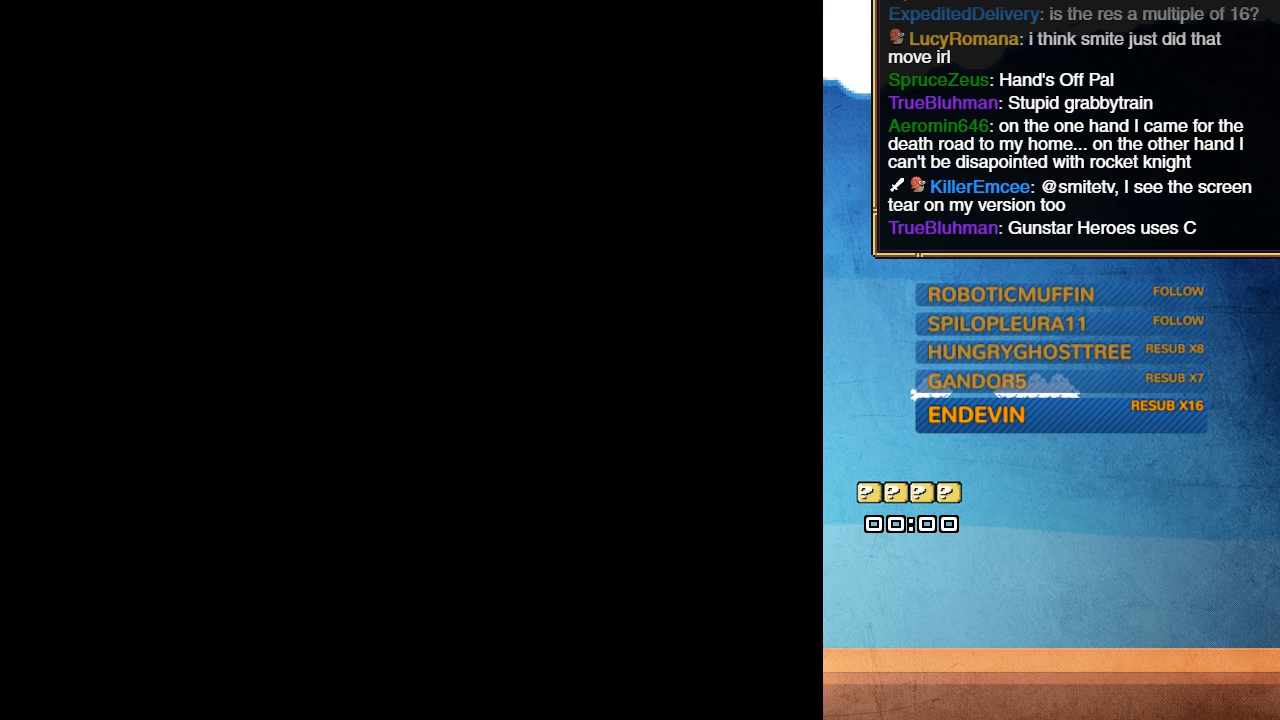 ExpeditedDelivery: is the res a multiple of 16?
LucyRomana: i think smite just did that
move irl
SpruceZeus: Hand's Off Pal
TrueBluhman: Stupid grabbytrain
Aeromin646: on the one hand I came for the
death road to my home... on the other hand I
can't be disapointed with rocket knight
KillerEmcee: @smitetv, I see the screen
tear on my version too
TrueBluhman: Gunstar Heroes uses C
ROBOTICMUFFIN FOLLOW
SPILOPLEURA11 FOLLOW
HUNGRYGHOSTTREE RESUB X8
GANDOR5 RESUB X7
ENDEVIN RESUB X16
? ? ? ?
00:00